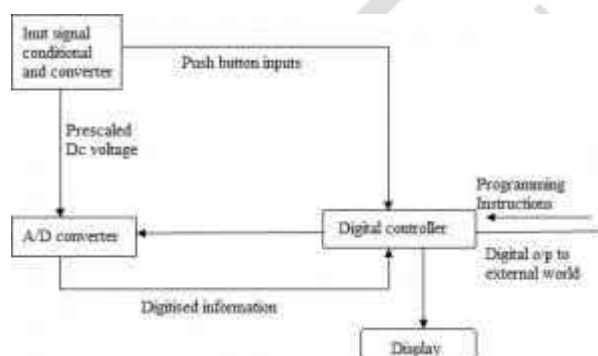 Inut signal
conditional
and converter
Push button inputs
Prescaled
Dc voltage
Programming
Instructions
A/D converter
Digital controller
Digital o/p to
external world
Digitised information
Display